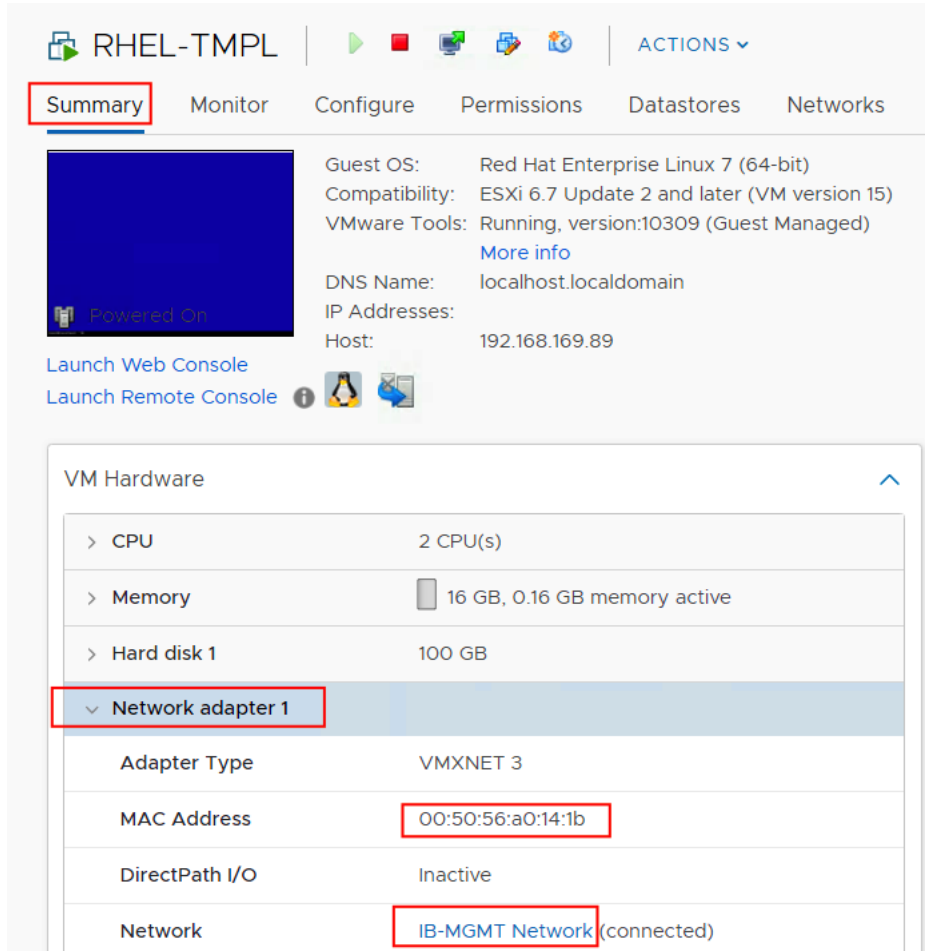 RHEL-TMPL ACTIONS
Summary Monitor Configure Permissions Datastores Networks
Guest OS: Red Hat Enterprise Linux 7 (64-bit)
Compatibility: ESXi 6.7 Update 2 and later (VM version 15)
VMware Tools: Running, version:10309 (Guest Managed)
More info
DNS Name: localhost.localdomain
IP Addresses:
Host: 192.168.169.89
Powered On
Launch Web Console
Launch Remote Console
VM Hardware
CPU 2 CPU(s)
Memory 16 GB, 0.16 GB memory active
Hard disk 1 100 GB
Network adapter 1
Adapter Type VMXNET 3
MAC Address 00:50:56:a0:14:1b
DirectPath I/O Inactive
Network IB-MGMT Network (connected)